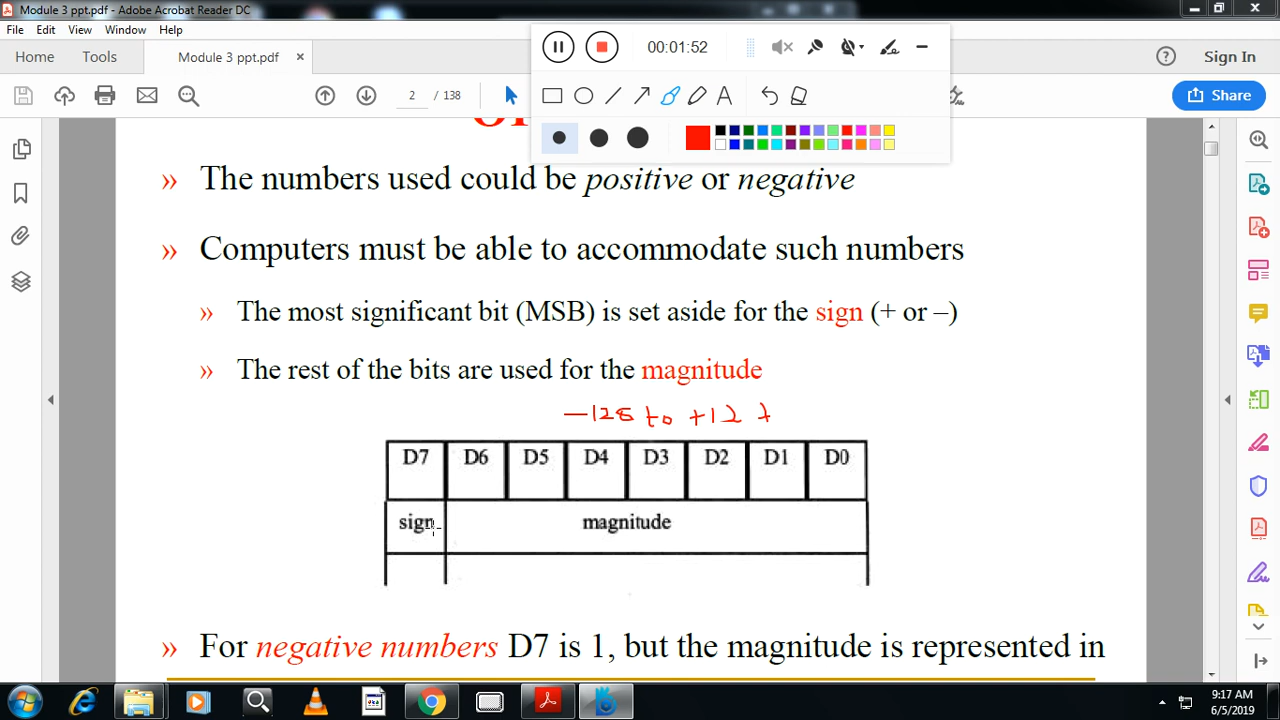 Module 3 ppt.pdf - Adobe Acrobat Reader DC
File Edit View Window Help
Home Tools Module 3 ppt.pdf × 00:01:52 Sign In
2 / 138 A Share
» The numbers used could be positive or negative
» Computers must be able to accommodate such numbers
» The most significant bit (MSB) is set aside for the sign (+ or –)
» The rest of the bits are used for the magnitude
—128 to +127
D7 D6 D5 D4 D3 D2 D1 D0
sign magnitude
» For negative numbers D7 is 1, but the magnitude is represented in
9:17 AM
6/5/2019